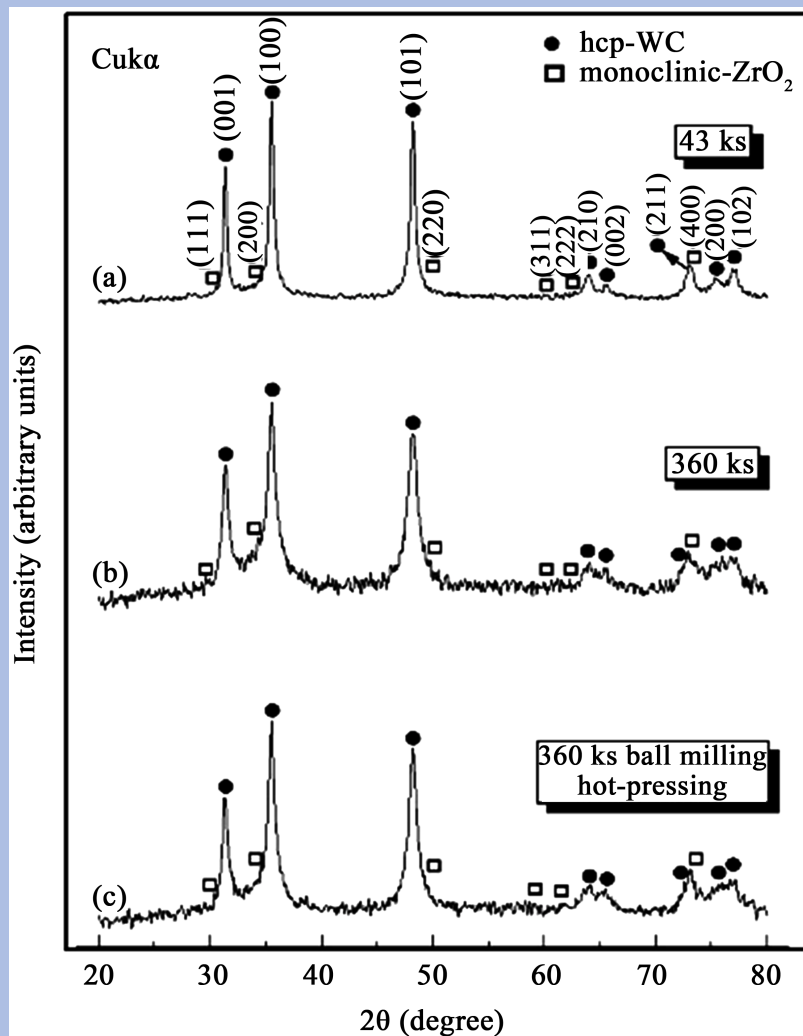 Cukα
hcp-WC
monoclinic-ZrO₂
43 ks
(111)
(001)
(200)
(100)
(101)
(220)
(311)
(222)
(210)
(002)
(211)
(400)
(200)
(102)
(a)
360 ks
(b)
360 ks ball milling
hot-pressing
(c)
Intensity (arbitrary units)
20 30 40 50 60 70 80
2θ (degree)